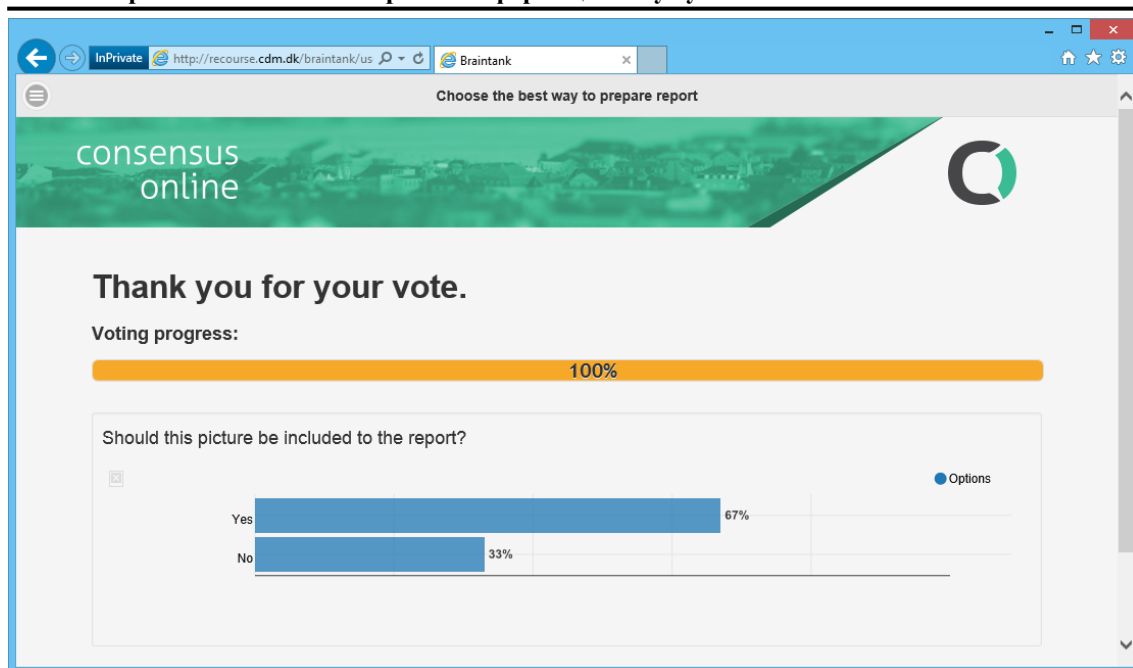 InPrivate http://recourse.cdm.dk/braintank/us Braintank
Choose the best way to prepare report
consensus
online
Thank you for your vote.
Voting progress:
100%
Should this picture be included to the report?
Options
Yes 67%
No 33%